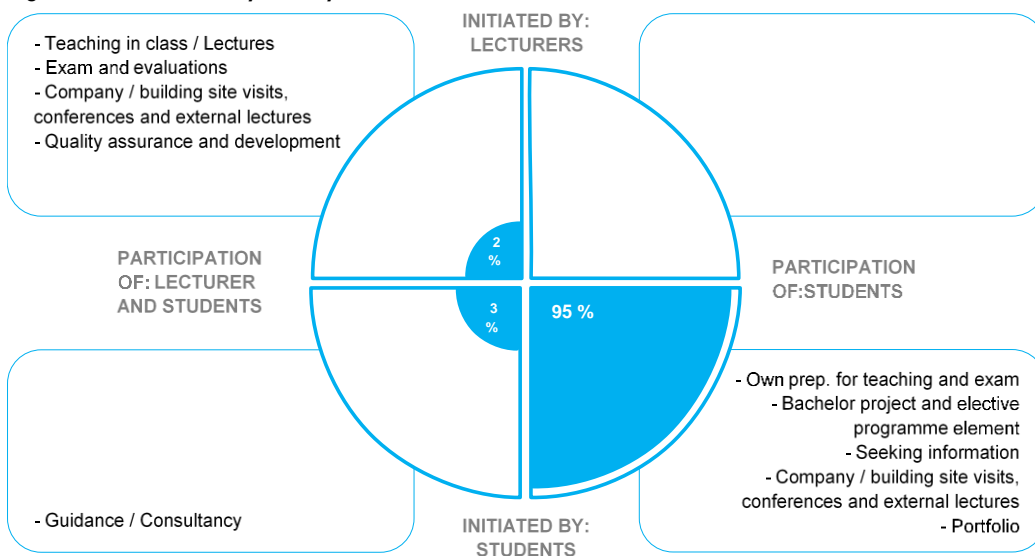 INITIATED BY:
LECTURERS
- Teaching in class / Lectures
- Exam and evaluations
- Company / building site visits,
conferences and external lectures
- Quality assurance and development
2
%
PARTICIPATION
OF: LECTURER
AND STUDENTS
PARTICIPATION
OF:STUDENTS
3
%
95 %
- Own prep. for teaching and exam
- Bachelor project and elective
programme element
- Seeking information
- Company / building site visits,
conferences and external lectures
- Portfolio
- Guidance / Consultancy
INITIATED BY:
STUDENTS